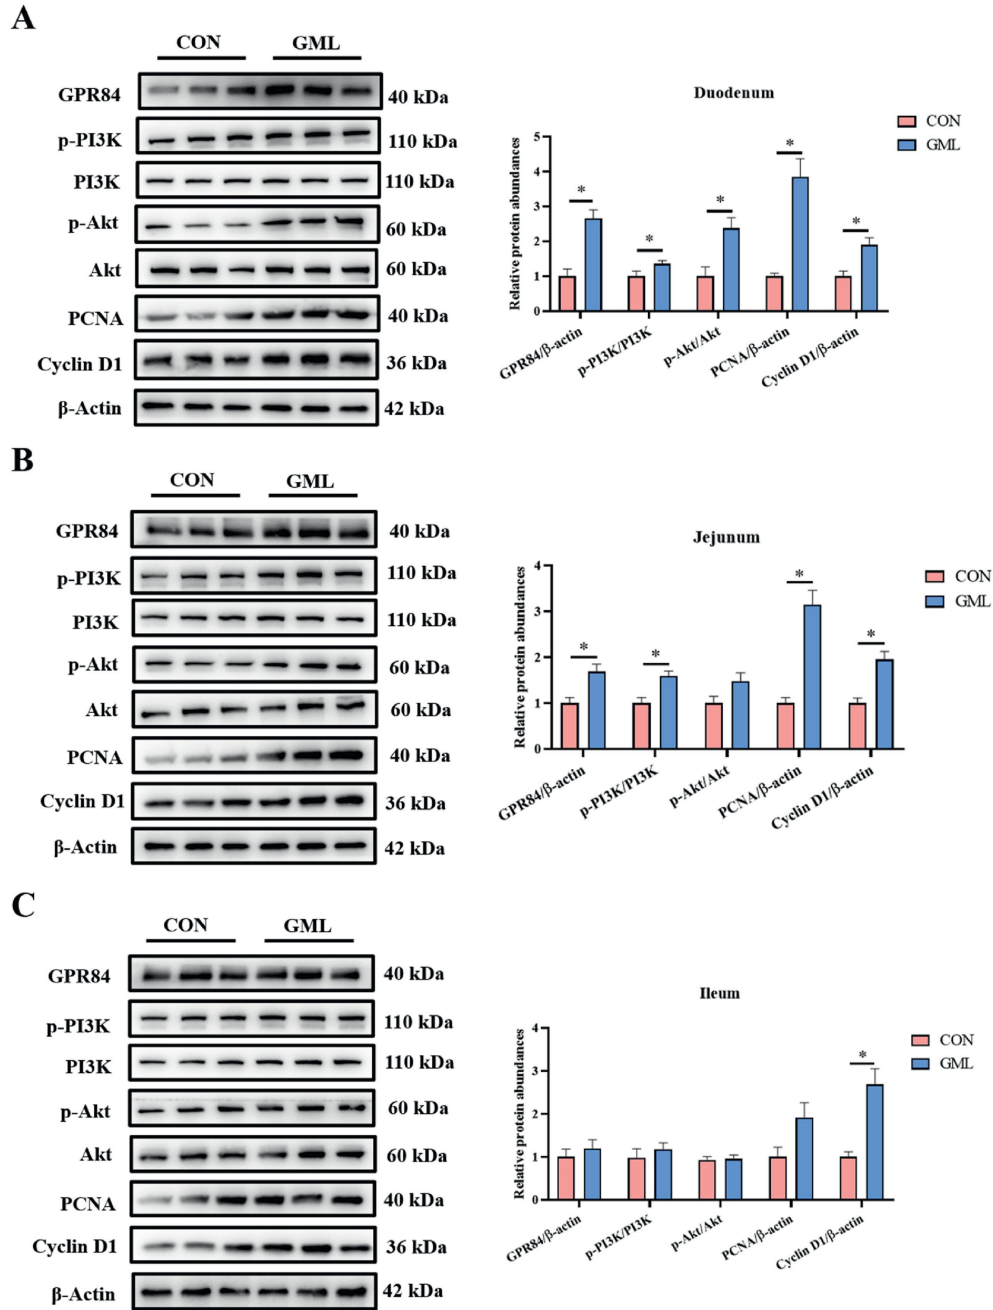 A
CON GML
GPR84 40 kDa
p-PI3K 110 kDa
PI3K 110 kDa
p-Akt 60 kDa
Akt 60 kDa
PCNA 40 kDa
Cyclin D1 36 kDa
β-Actin 42 kDa
Duodenum
CON
GML
Relative protein abundances
5
4
3
2
1
0
GPR84/β-actin
p-PI3K/PI3K
p-Akt/Akt
PCNA/β-actin
Cyclin D1/β-actin
* * * * *
B
CON GML
GPR84 40 kDa
p-PI3K 110 kDa
PI3K 110 kDa
p-Akt 60 kDa
Akt 60 kDa
PCNA 40 kDa
Cyclin D1 36 kDa
β-Actin 42 kDa
Jejunum
CON
GML
Relative protein abundances
4
3
2
1
0
GPR84/β-actin
p-PI3K/PI3K
p-Akt/Akt
PCNA/β-actin
Cyclin D1/β-actin
* * * *
C
CON GML
GPR84 40 kDa
p-PI3K 110 kDa
PI3K 110 kDa
p-Akt 60 kDa
Akt 60 kDa
PCNA 40 kDa
Cyclin D1 36 kDa
β-Actin 42 kDa
Ileum
CON
GML
Relative protein abundances
4
3
2
1
0
GPR84/β-actin
p-PI3K/PI3K
p-Akt/Akt
PCNA/β-actin
Cyclin D1/β-actin
*